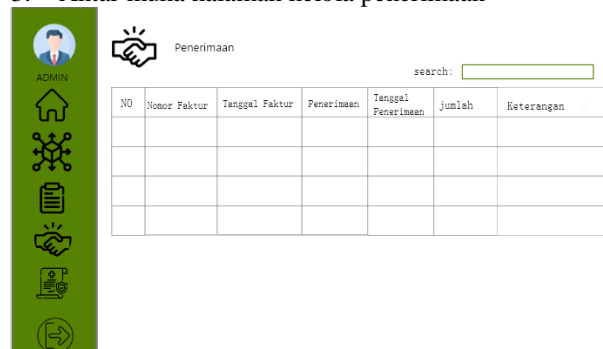 Penerimaan
search:
ADMIN
NO Nomor Faktur Tanggal Faktur Penerimaan Tanggal Penerimaan jumlah Keterangan